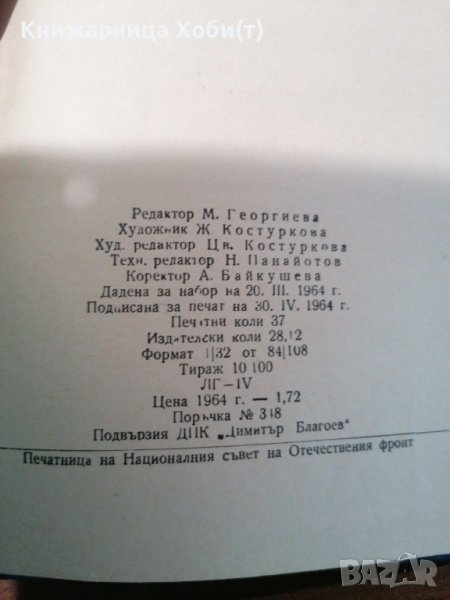 Книжарница Хоби(т)
Редактор М. Георгиева
Художник Ж. Костуркова
Худ. редактор Цв. Костуркова
Техн. редактор Н. Панайотов
Коректор А. Байкушева
Дадена за набор на 20. III. 1964 г.
Подписана за печат на 30. IV. 1964 г.
Печатни коли 37
Издателски коли 28,12
Формат 1/32 от 84/108
Тираж 10 100
ЛГ—IV
Цена 1964 г. — 1,72
Поръчка № 348
Подвързия ДПК „Димитър Благоев“
Печатница на Националния съвет на Отечествения фронт
BAZAR